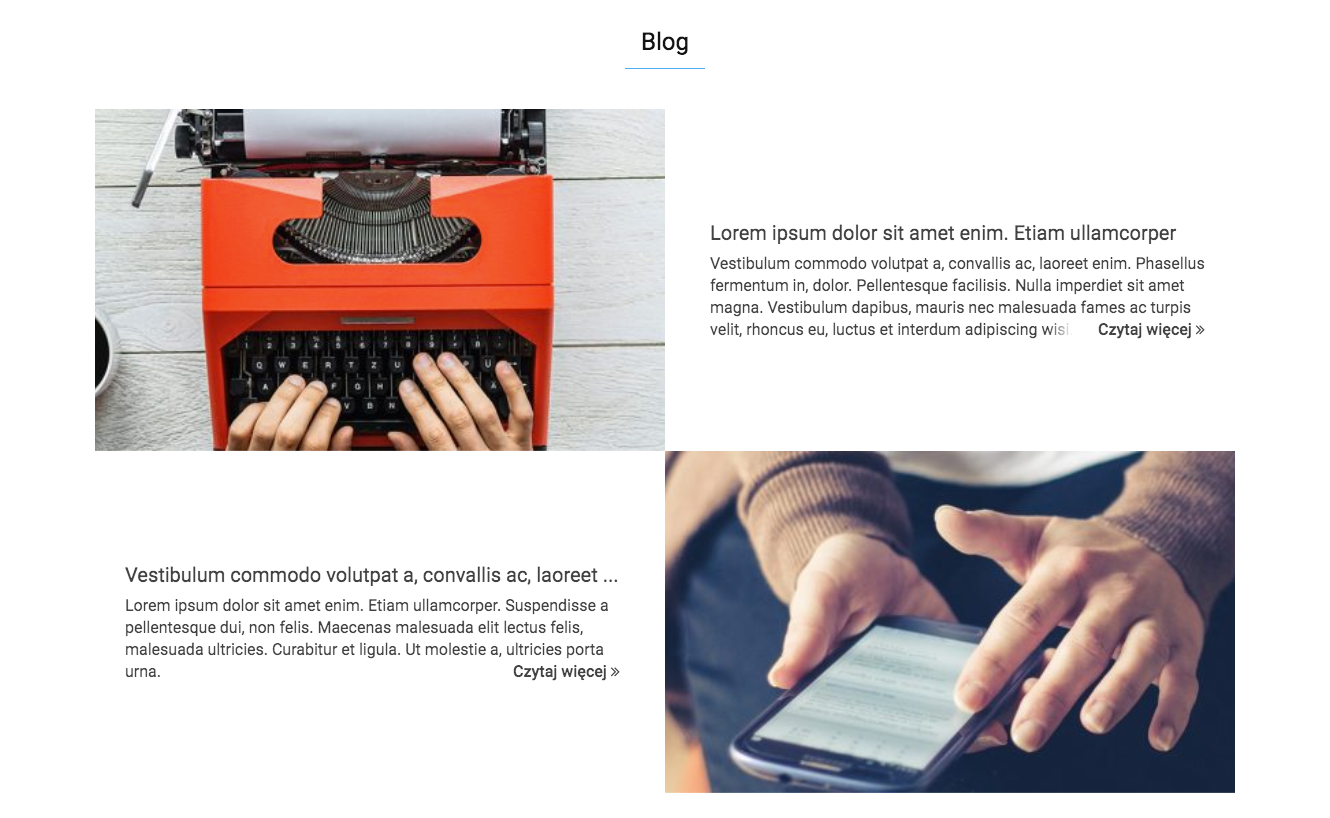 Blog
Lorem ipsum dolor sit amet enim. Etiam ullamcorper
Vestibulum commodo volutpat a, convallis ac, laoreet enim. Phasellus
fermentum in, dolor. Pellentesque facilisis. Nulla imperdiet sit amet
magna. Vestibulum dapibus, mauris nec malesuada fames ac turpis
velit, rhoncus eu, luctus et interdum adipiscing wisi. Czytaj więcej »
Vestibulum commodo volutpat a, convallis ac, laoreet ...
Lorem ipsum dolor sit amet enim. Etiam ullamcorper. Suspendisse a
pellentesque dui, non felis. Maecenas malesuada elit lectus felis,
malesuada ultricies. Curabitur et ligula. Ut molestie a, ultricies porta
urna. Czytaj więcej »